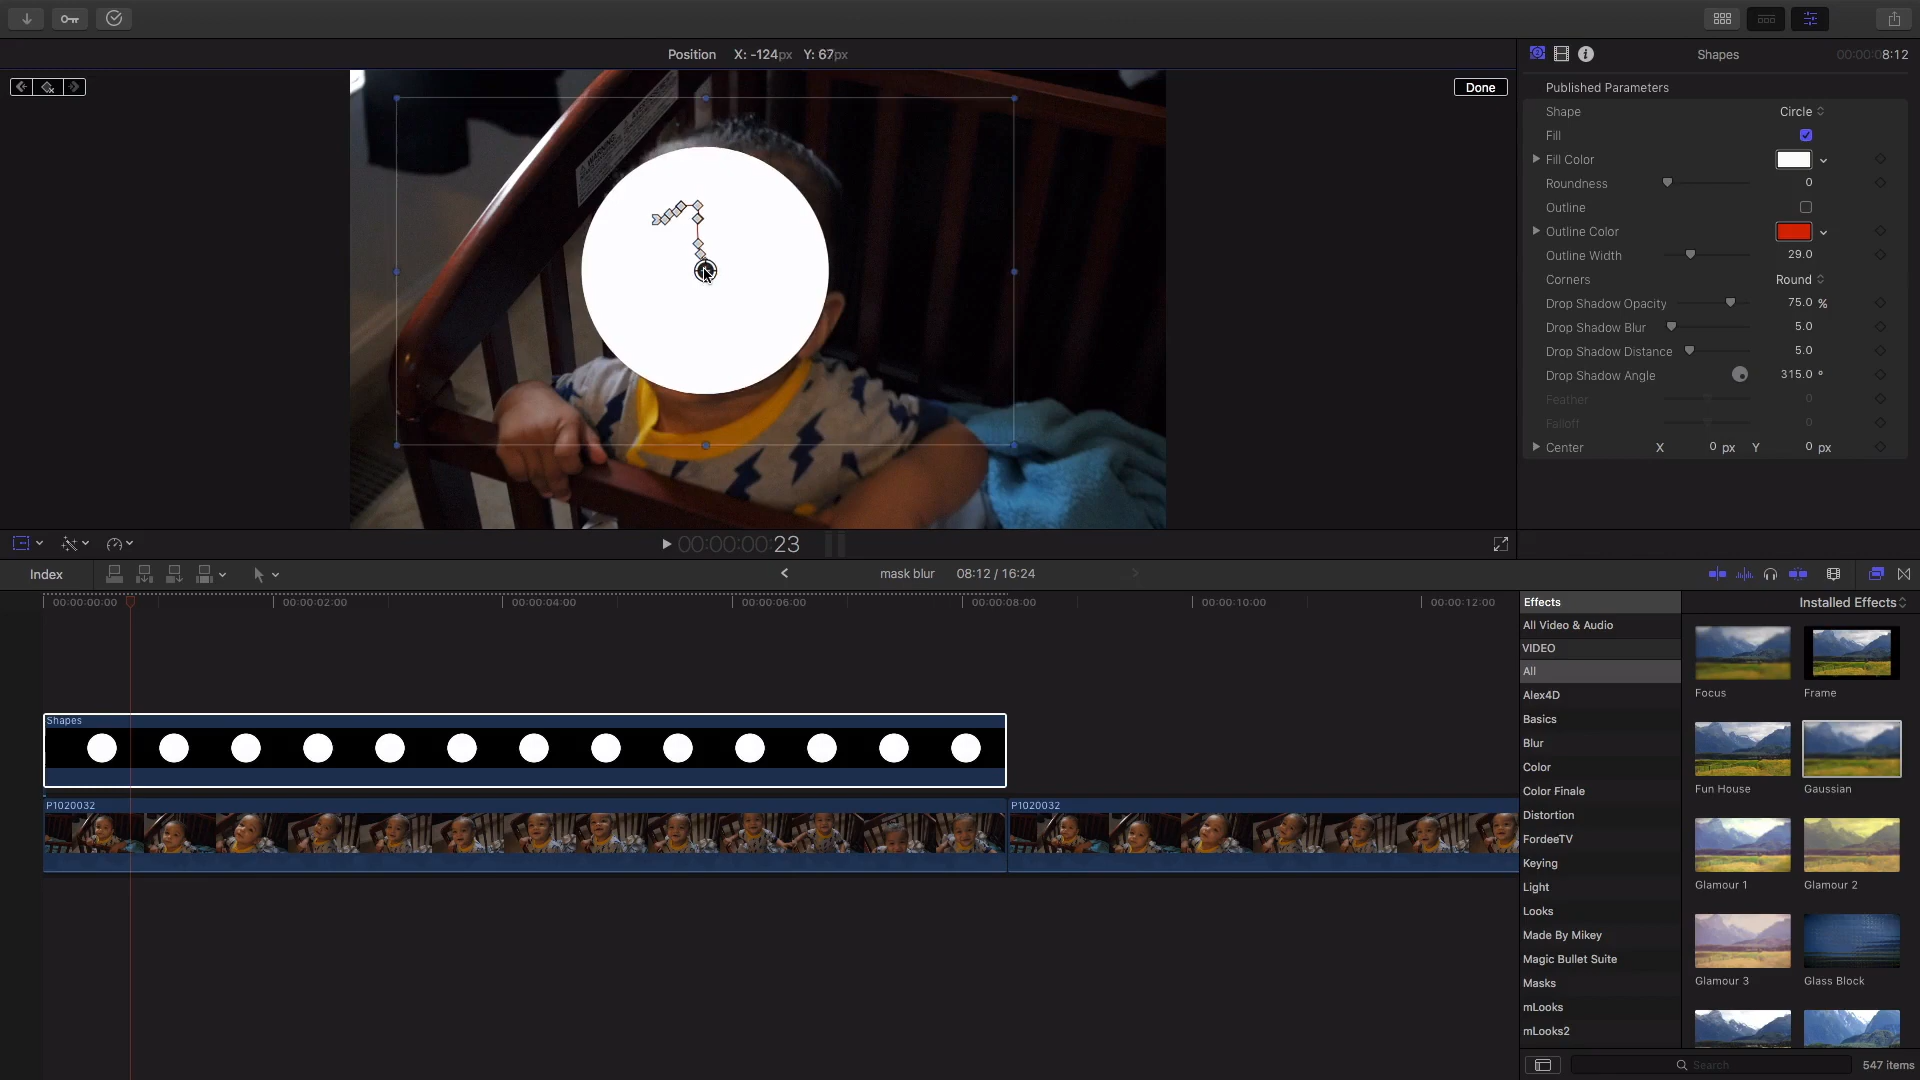 Position X: -124px Y: 67px
Shapes 00:00:08:12
Done
Published Parameters
Shape Circle
Fill
Fill Color
Roundness 0
Outline
Outline Color
Outline Width 29.0
Corners Round
Drop Shadow Opacity 75.0 %
Drop Shadow Blur 5.0
Drop Shadow Distance 5.0
Drop Shadow Angle 315.0 °
Feather 0
Falloff 0
Center X 0 px Y 0 px
00:00:00:23
Index mask blur 08:12 / 16:24
00:00:00:00 00:00:02:00 00:00:04:00 00:00:06:00 00:00:08:00 00:00:10:00 00:00:12:00
Shapes
P1020032 P1020032
Effects Installed Effects
All Video & Audio
VIDEO
All
Alex4D
Basics
Blur
Color
Color Finale
Distortion
FordeeTV
Keying
Light
Looks
Made By Mikey
Magic Bullet Suite
Masks
mLooks
mLooks2
Focus Frame
Fun House Gaussian
Glamour 1 Glamour 2
Glamour 3 Glass Block
Search 547 items